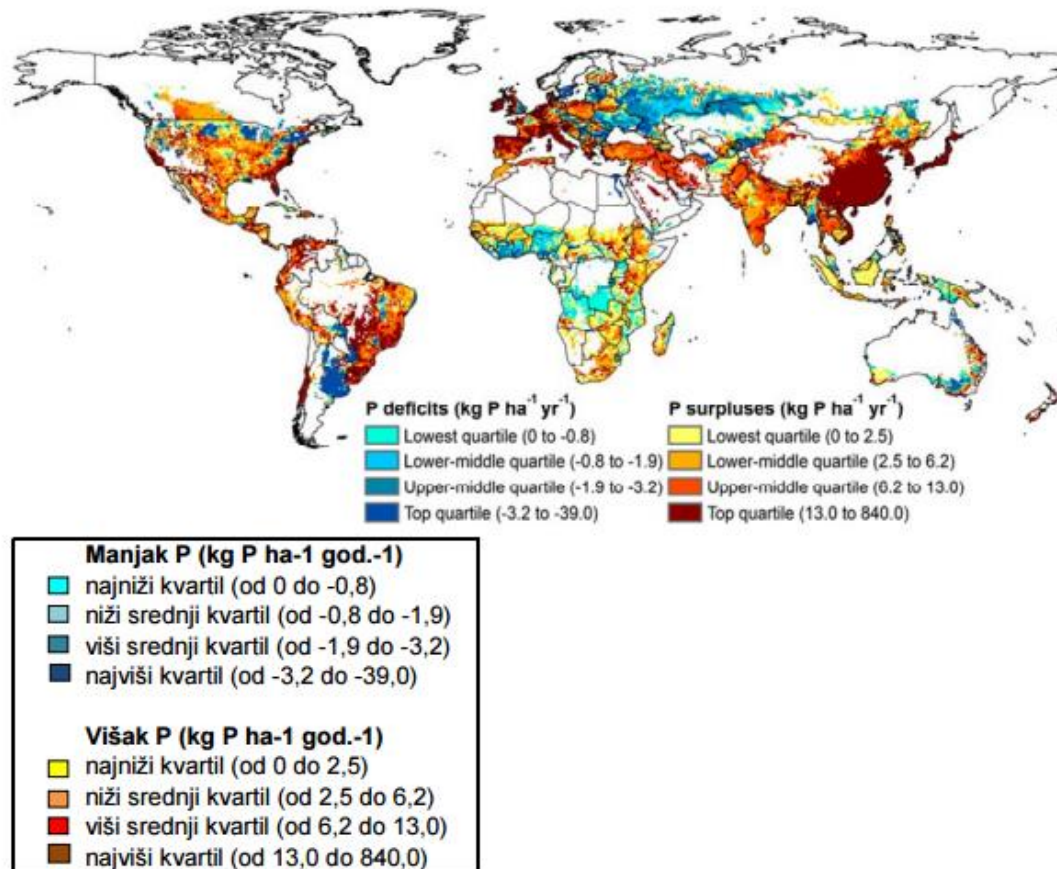 P deficits (kg P ha⁻¹ yr⁻¹)
Lowest quartile (0 to -0.8)
Lower-middle quartile (-0.8 to -1.9)
Upper-middle quartile (-1.9 to -3.2)
Top quartile (-3.2 to -39.0)
P surpluses (kg P ha⁻¹ yr⁻¹)
Lowest quartile (0 to 2.5)
Lower-middle quartile (2.5 to 6.2)
Upper-middle quartile (6.2 to 13.0)
Top quartile (13.0 to 840.0)
Manjak P (kg P ha-1 god.-1)
najniži kvartil (od 0 do -0,8)
niži srednji kvartil (od -0,8 do -1,9)
viši srednji kvartil (od -1,9 do -3,2)
najviši kvartil (od -3,2 do -39,0)
Višak P (kg P ha-1 god.-1)
najniži kvartil (od 0 do 2,5)
niži srednji kvartil (od 2,5 do 6,2)
viši srednji kvartil (od 6,2 do 13,0)
najviši kvartil (od 13,0 do 840,0)